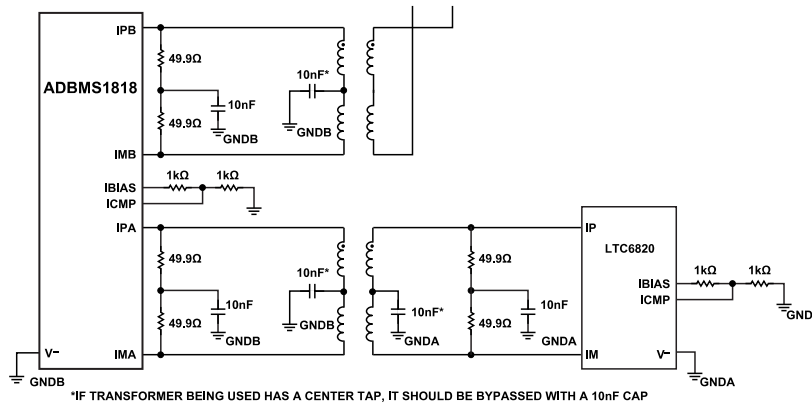 IPB
49.9Ω
ADBMS1818
10nF*
10nF
49.9Ω
GNDB
GNDB
IMB
IBIAS
1kΩ
1kΩ
ICMP
IPA
IP
LTC6820
49.9Ω
10nF*
49.9Ω
1kΩ
1kΩ
IBIAS
10nF
10nF*
10nF
ICMP
GND
49.9Ω
GNDB
GNDB
GNDA
49.9Ω
GNDA
V–
IMA
IM
V–
GNDB
GNDA
*IF TRANSFORMER BEING USED HAS A CENTER TAP, IT SHOULD BE BYPASSED WITH A 10nF CAP